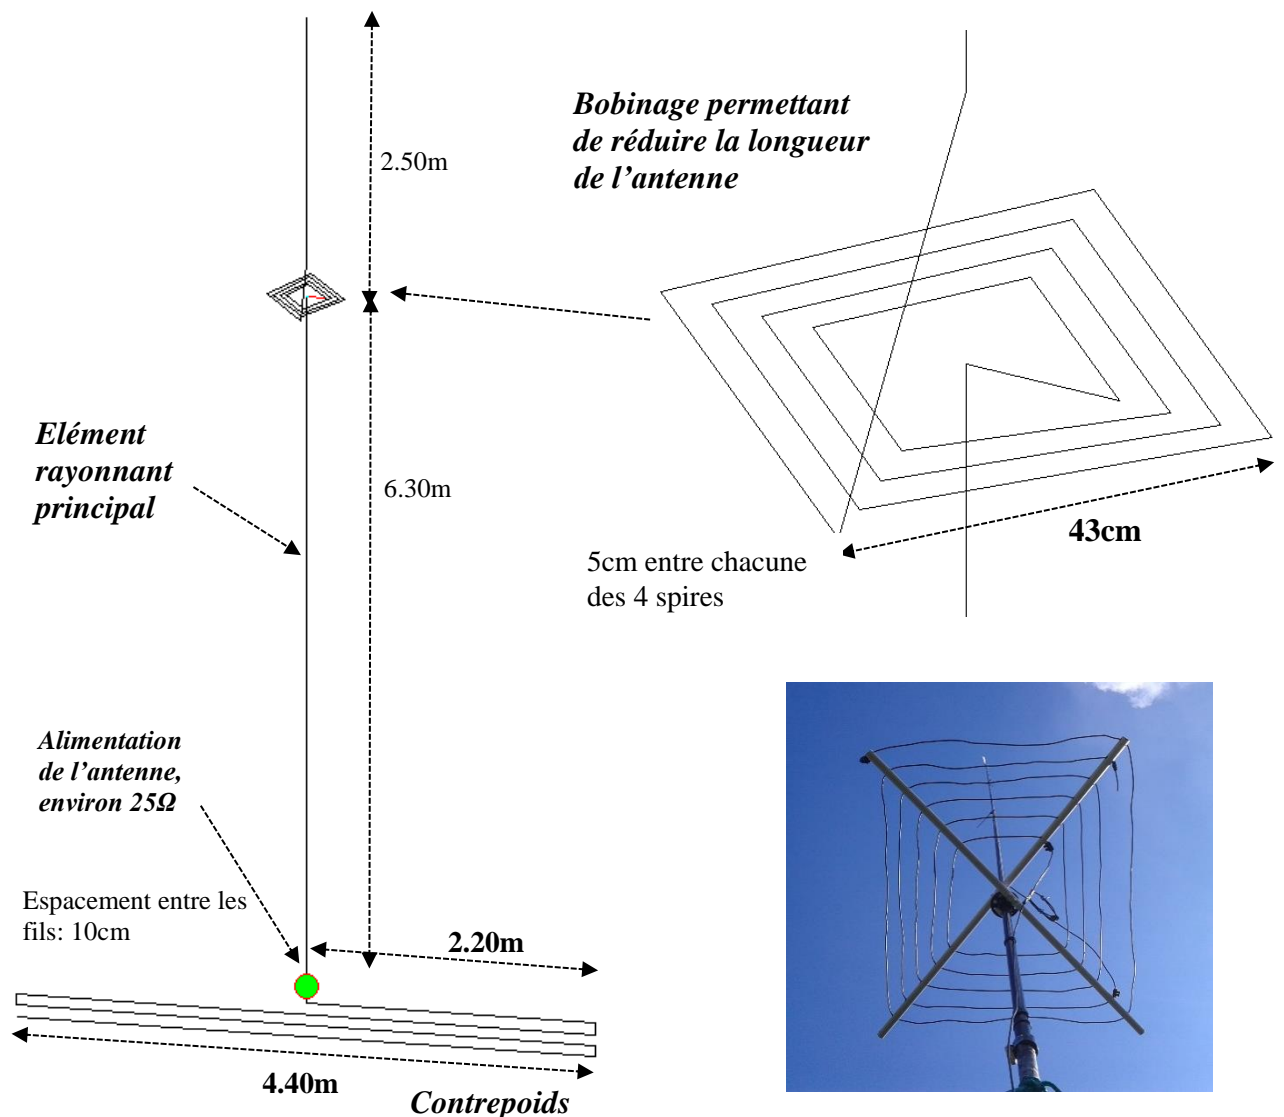 Bobinage permettant
de réduire la longueur
de l’antenne
2.50m
Elément
rayonnant
principal
6.30m
43cm
5cm entre chacune
des 4 spires
Alimentation
de l’antenne,
environ 25Ω
Espacement entre les
fils: 10cm
2.20m
4.40m
Contrepoids